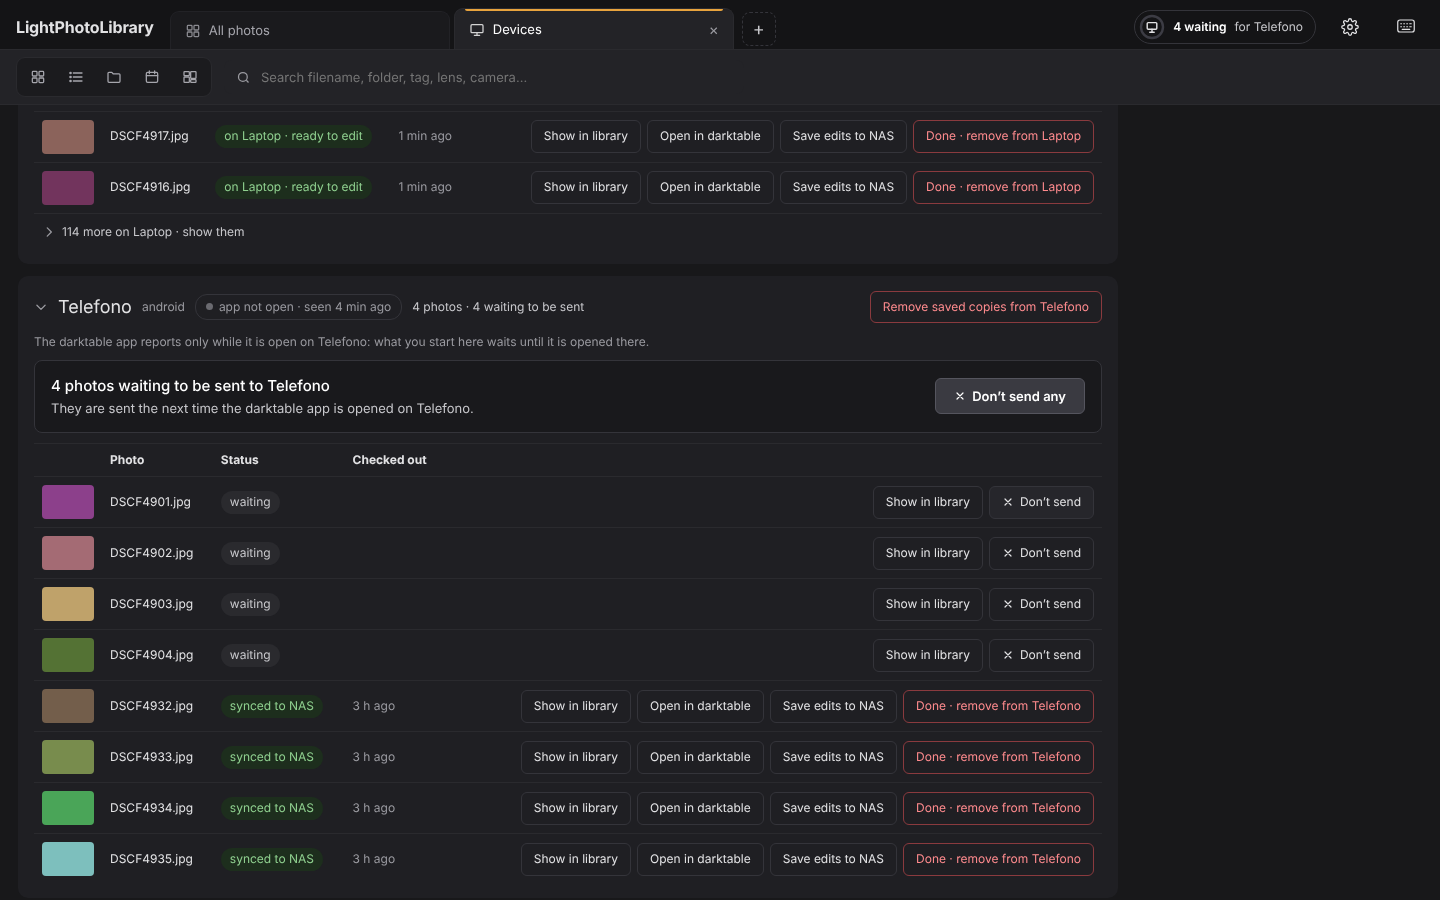 LightPhotoLibrary
All photos
Devices
4 waiting for Telefono
Search filename, folder, tag, lens, camera...
DSCF4917.jpg on Laptop · ready to edit 1 min ago Show in library Open in darktable Save edits to NAS Done · remove from Laptop
DSCF4916.jpg on Laptop · ready to edit 1 min ago Show in library Open in darktable Save edits to NAS Done · remove from Laptop
114 more on Laptop · show them
Telefono android app not open · seen 4 min ago 4 photos · 4 waiting to be sent Remove saved copies from Telefono
The darktable app reports only while it is open on Telefono: what you start here waits until it is opened there.
4 photos waiting to be sent to Telefono
They are sent the next time the darktable app is opened on Telefono.
Don’t send any
Photo Status Checked out
DSCF4901.jpg waiting Show in library Don’t send
DSCF4902.jpg waiting Show in library Don’t send
DSCF4903.jpg waiting Show in library Don’t send
DSCF4904.jpg waiting Show in library Don’t send
DSCF4932.jpg synced to NAS 3 h ago Show in library Open in darktable Save edits to NAS Done · remove from Telefono
DSCF4933.jpg synced to NAS 3 h ago Show in library Open in darktable Save edits to NAS Done · remove from Telefono
DSCF4934.jpg synced to NAS 3 h ago Show in library Open in darktable Save edits to NAS Done · remove from Telefono
DSCF4935.jpg synced to NAS 3 h ago Show in library Open in darktable Save edits to NAS Done · remove from Telefono